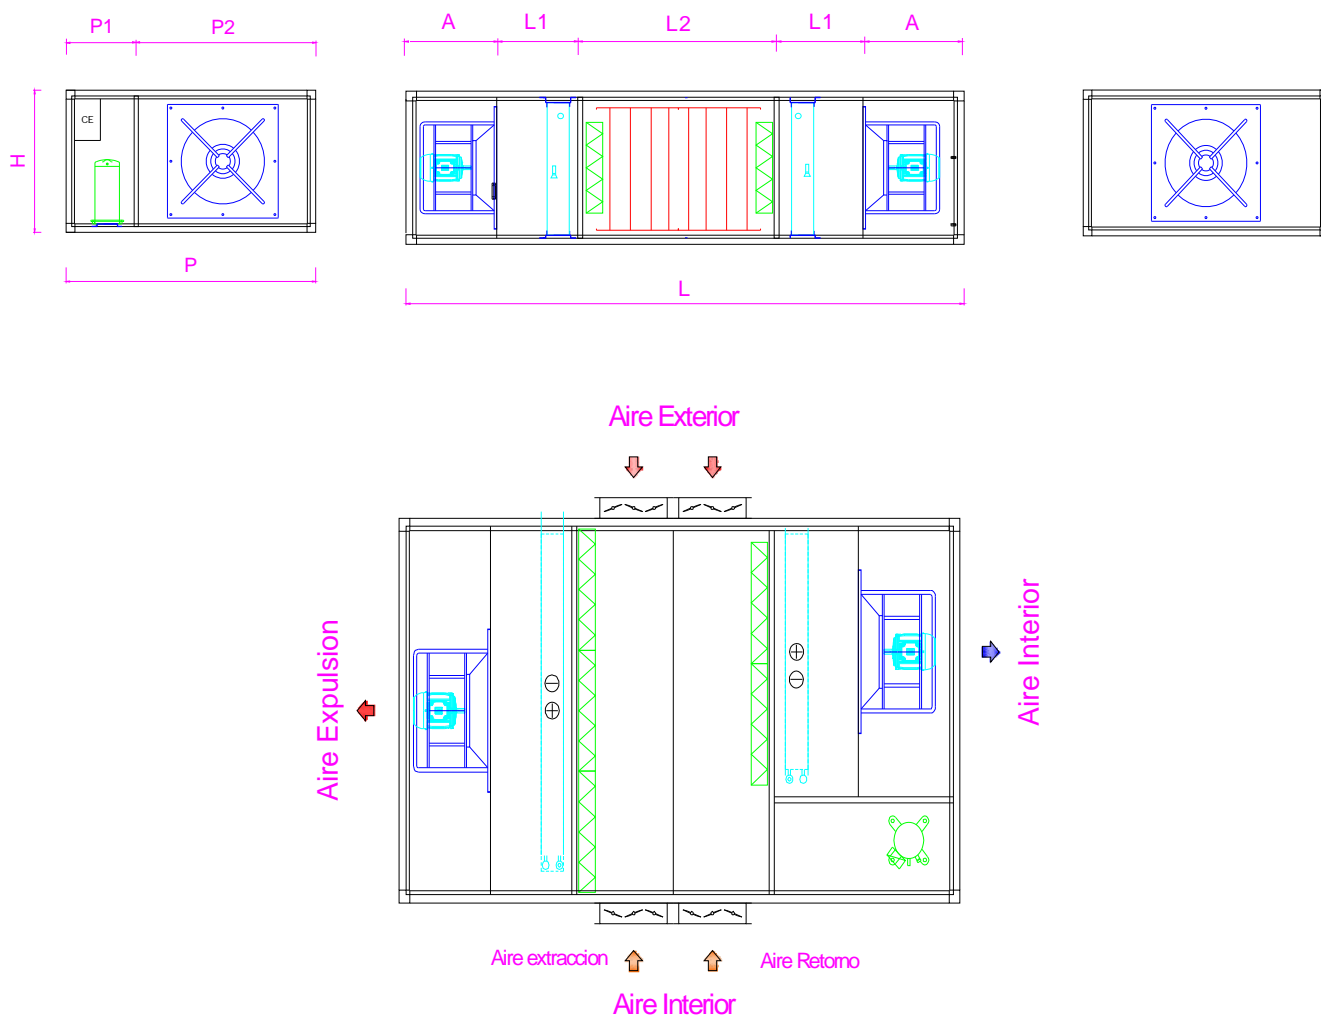 P1
P2
A
L1
L2
L1
A
CE
H
P
L
Aire Exterior
Aire Expulsion
Aire Interior
Aire extraccion
Aire Retorno
Aire Interior